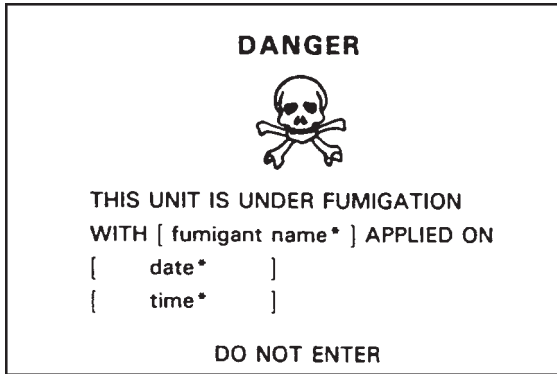 DANGER
THIS UNIT IS UNDER FUMIGATION
WITH [ fumigant name* ] APPLIED ON
[ date* ]
[ time* ]
DO NOT ENTER